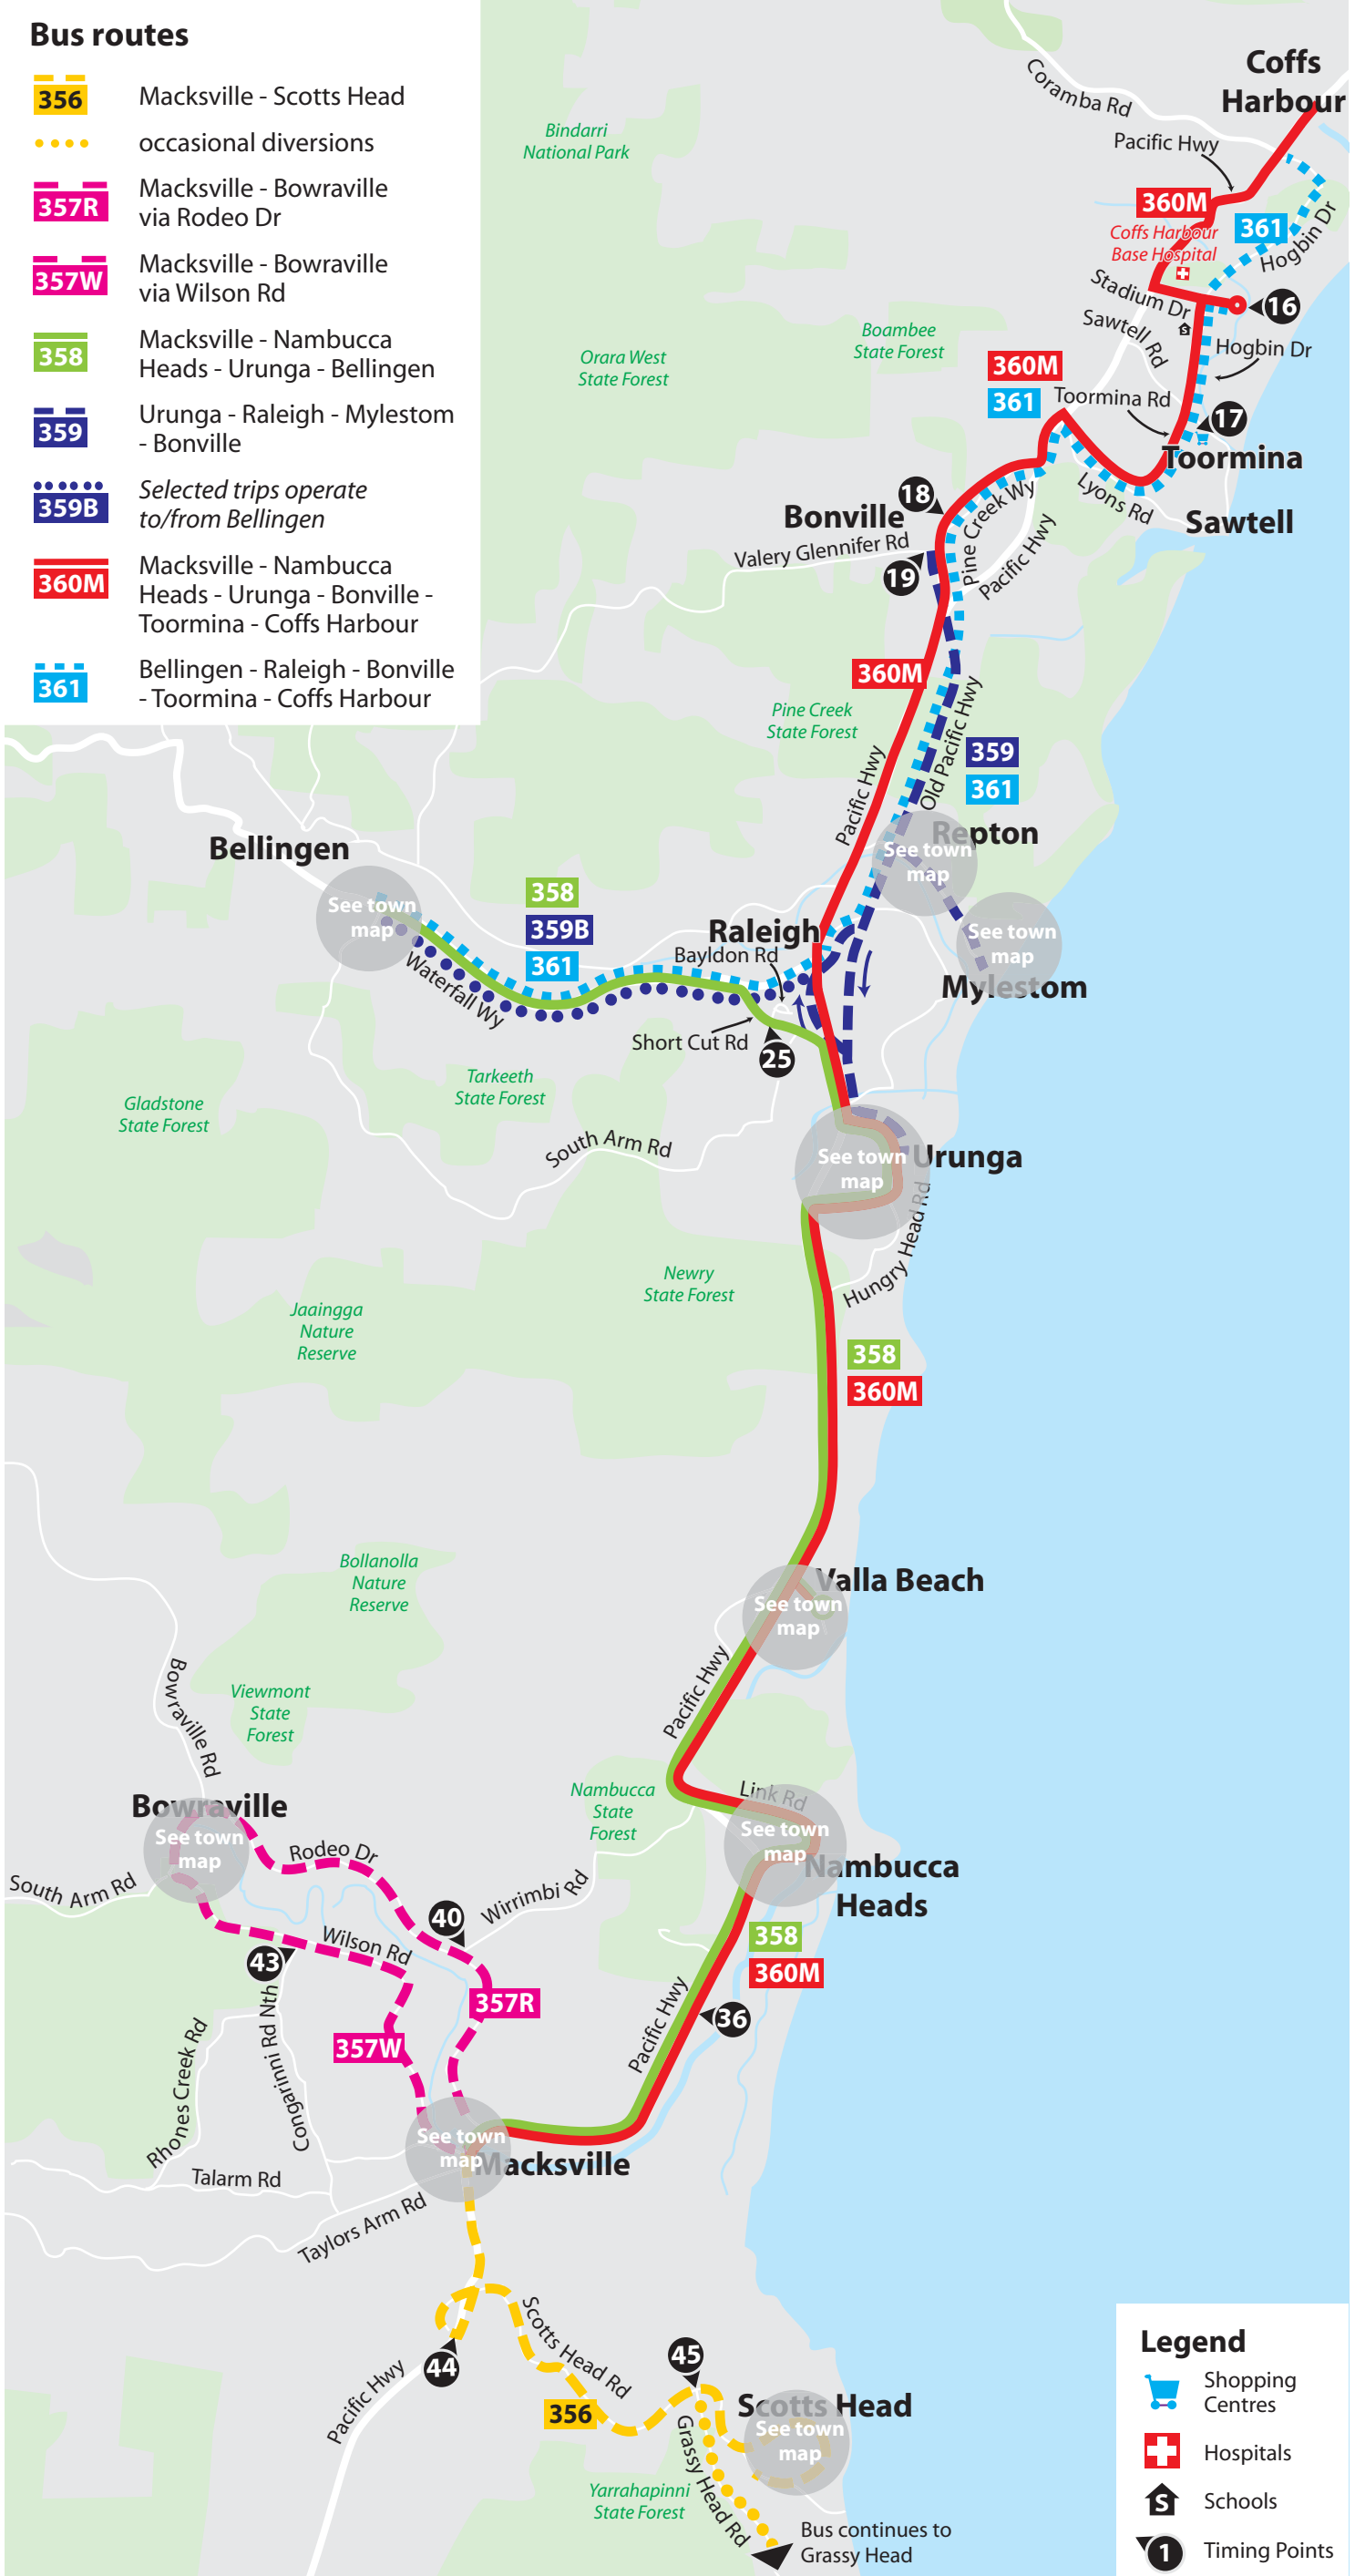 Bus routes
356 Macksville - Scotts Head
occasional diversions
357R Macksville - Bowraville
via Rodeo Dr
357W Macksville - Bowraville
via Wilson Rd
358 Macksville - Nambucca
Heads - Urunga - Bellingen
359 Urunga - Raleigh - Mylestom
- Bonville
359B Selected trips operate
to/from Bellingen
360M Macksville - Nambucca
Heads - Urunga - Bonville -
Toormina - Coffs Harbour
361 Bellingen - Raleigh - Bonville
- Toormina - Coffs Harbour
Coffs
Harbour
Coramba Rd
Pacific Hwy
Bindarri
National Park
360M
361
Coffs Harbour
Base Hospital
Hogbin Dr
Stadium Dr
16
Sawtell Rd
S
Hogbin Dr
Boambee
State Forest
Orara West
State Forest
360M
361
Toormina Rd
17
Toormina
Lyons Rd
Sawtell
18
Bonville
Pine Creek Wy
Pacific Hwy
Valery Glennifer Rd
19
360M
Pine Creek
State Forest
Old Pacific Hwy
Pacific Hwy
359
361
Repton
See town
map
Bellingen
See town
map
358
359B
361
Raleigh
Bayldon Rd
See town
map
Mylestom
Waterfall Wy
Short Cut Rd
25
Tarkeeth
State Forest
Gladstone
State Forest
South Arm Rd
Urunga
See town
map
Hungry Head Rd
Newry
State Forest
Jaaingga
Nature
Reserve
358
360M
Bollanolla
Nature
Reserve
Valla Beach
See town
map
Pacific Hwy
Bowraville Rd
Viewmont
State
Forest
Nambucca
State
Forest
Link Rd
See town
map
Nambucca
Heads
Bowraville
See town
map
Rodeo Dr
South Arm Rd
Wirrimbi Rd
40
Wilson Rd
43
358
360M
357R
36
Pacific Hwy
357W
Rhones Creek Rd
Congarinni Rd Nth
See town
map
Macksville
Talarm Rd
Taylors Arm Rd
Scotts Head Rd
44
45
Pacific Hwy
356
Scotts Head
See town
map
Grassy Head Rd
Yarrahapinni
State Forest
Bus continues to
Grassy Head
Legend
Shopping
Centres
Hospitals
S Schools
1 Timing Points